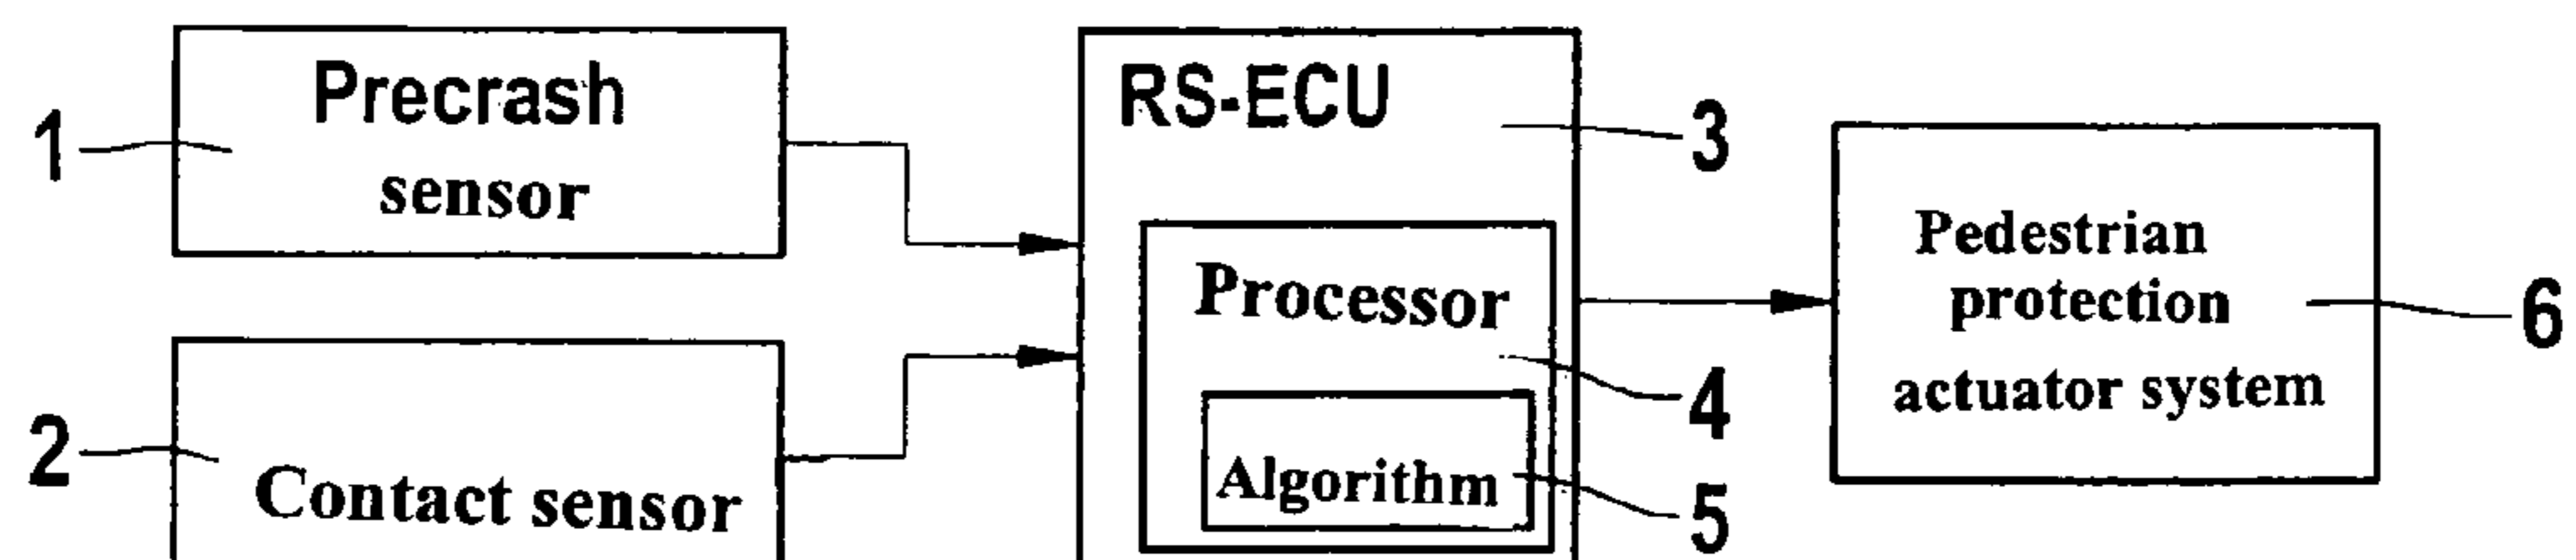 1
Precrash
sensor
2
Contact sensor
RS-ECU
3
Processor
4
Algorithm
5
Pedestrian
protection
actuator system
6